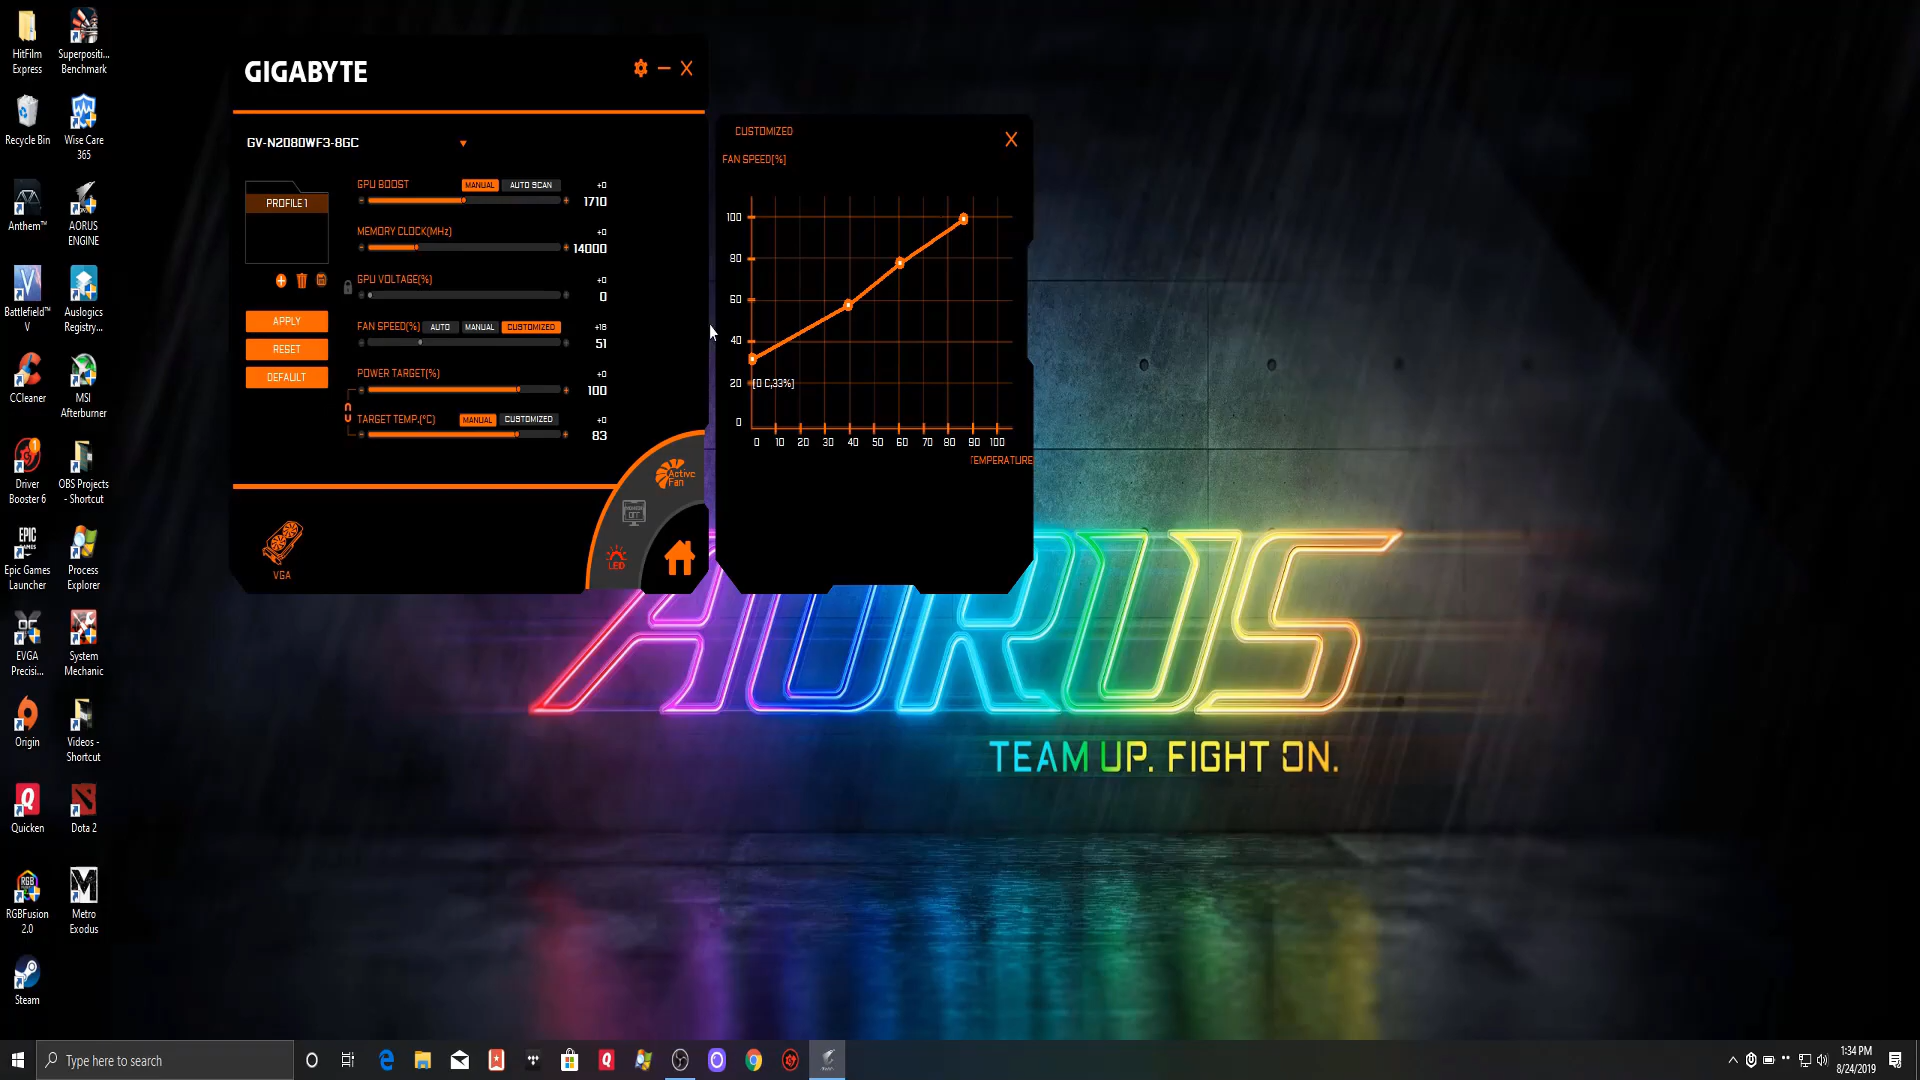 HitFilm
Express
Superpositi...
Benchmark
Recycle Bin
Wise Care
365
Anthem™
AORUS
ENGINE
Battlefield™
V
Auslogics
Registry...
CCleaner
MSI
Afterburner
1
Driver
Booster 6
OBS Projects
- Shortcut
EPIC
GAMES
Epic Games
Launcher
Process
Explorer
EVGA
Precisi...
System
Mechanic
Origin
Videos -
Shortcut
Quicken
Dota 2
RGB
RGBFusion
2.0
Metro
Exodus
Steam
GIGABYTE
GV-N2080WF3-8GC
PROFILE 1
APPLY
RESET
DEFAULT
GPU BOOST MANUAL AUTO SCAN +0
1710
MEMORY CLOCK(MHz) +0
14000
GPU VOLTAGE(%) +0
0
FAN SPEED(%) AUTO MANUAL CUSTOMIZED +18
51
POWER TARGET(%) +0
100
TARGET TEMP.(°C) MANUAL CUSTOMIZED +0
83
Active
Fan
OFF
LED
VGA
CUSTOMIZED
FAN SPEED[%]
100
80
60
40
20
0
[0 C,33%]
0 10 20 30 40 50 60 70 80 90 100
TEMPERATURE
AORUS
TEAM UP. FIGHT ON.
Type here to search
1:34 PM
8/24/2019